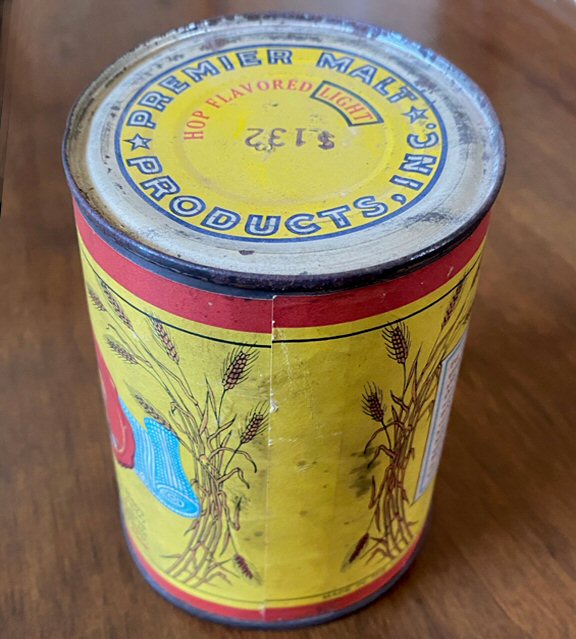 PREMIER MALT
PRODUCTS, INC.
HOP FLAVORED LIGHT
$132